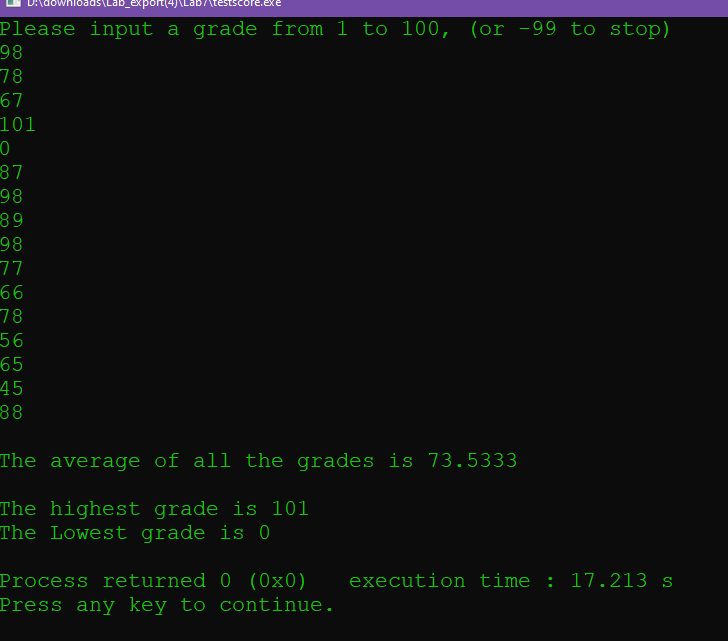 D:\downloads\Lab_export(4)\Lab7\testscore.exe
Please input a grade from 1 to 100, (or -99 to stop)
98
78
67
101
0
87
98
89
98
77
66
78
56
65
45
88
The average of all the grades is 73.5333
The highest grade is 101
The Lowest grade is 0
Process returned 0 (0x0)   execution time : 17.213 s
Press any key to continue.